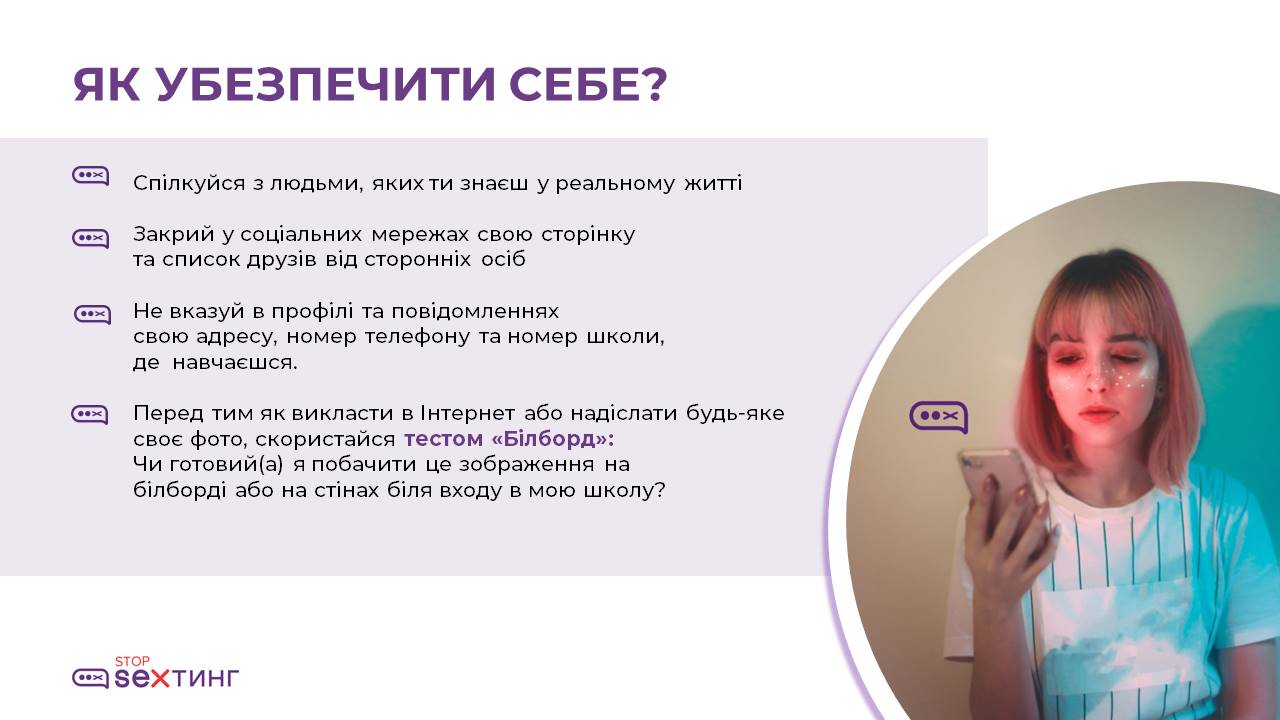 ЯК УБЕЗПЕЧИТИ СЕБЕ?
Спілкуйся з людьми, яких ти знаєш у реальному житті
Закрий у соціальних мережах свою сторінку
та список друзів від сторонніх осіб
Не вказуй в профілі та повідомленнях
свою адресу, номер телефону та номер школи,
де навчаєшся.
Перед тим як викласти в Інтернет або надіслати будь-яке
своє фото, скористайся тестом «Білборд»:
Чи готовий(а) я побачити це зображення на
білборді або на стінах біля входу в мою школу?
STOP
sexтинг